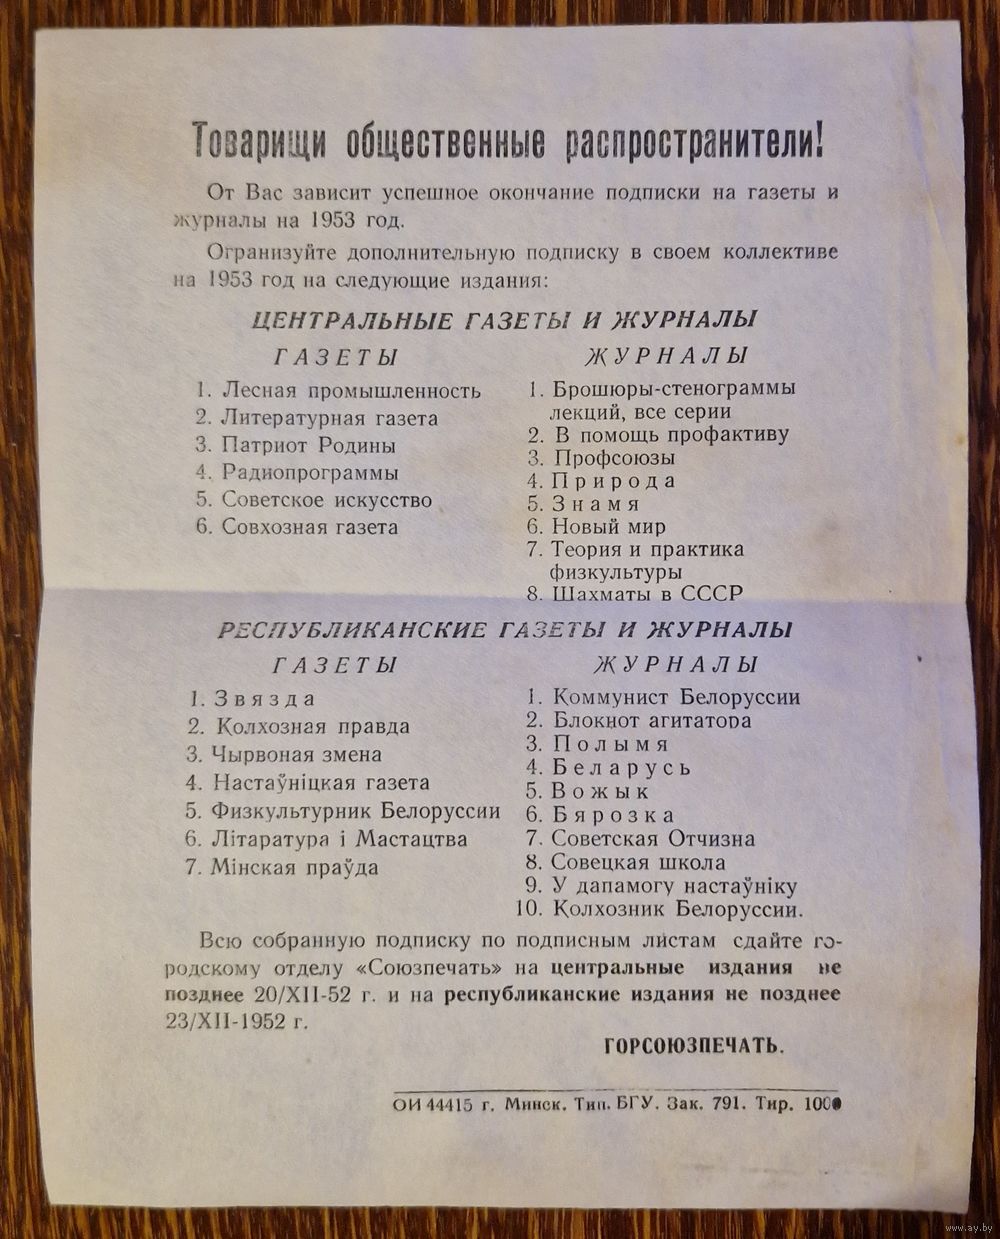 Товарищи общественные распространители!
От Вас зависит успешное окончание подписки на газеты и
журналы на 1953 год.
Огранизуйте дополнительную подписку в своем коллективе
на 1953 год на следующие издания:
ЦЕНТРАЛЬНЫЕ ГАЗЕТЫ И ЖУРНАЛЫ
ГАЗЕТЫ
1. Лесная промышленность
2. Литературная газета
3. Патриот Родины
4. Радиопрограммы
5. Советское искусство
6. Совхозная газета
ЖУРНАЛЫ
1. Брошюры-стенограммы
лекций, все серии
2. В помощь профактиву
3. Профсоюзы
4. Природа
5. Знамя
6. Новый мир
7. Теория и практика
физкультуры
8. Шахматы в СССР
РЕСПУБЛИКАНСКИЕ ГАЗЕТЫ И ЖУРНАЛЫ
ГАЗЕТЫ
1. Звязда
2. Колхозная правда
3. Чырвоная змена
4. Настаўніцкая газета
5. Физкультурник Белоруссии
6. Літаратура і Мастацтва
7. Мінская праўда
ЖУРНАЛЫ
1. Коммунист Белоруссии
2. Блокнот агитатора
3. Полымя
4. Беларусь
5. Вожык
6. Бярозка
7. Советская Отчизна
8. Совецкая школа
9. У дапамогу настаўніку
10. Колхозник Белоруссии.
Всю собранную подписку по подписным листам сдайте го-
родскому отделу «Союзпечать» на центральные издания не
позднее 20/XII-52 г. и на республиканские издания не позднее
23/XII-1952 г.
ГОРСОЮЗПЕЧАТЬ.
ОИ 44415 г. Минск. Тип. БГУ. Зак. 791. Тир. 1000
www.ay.by